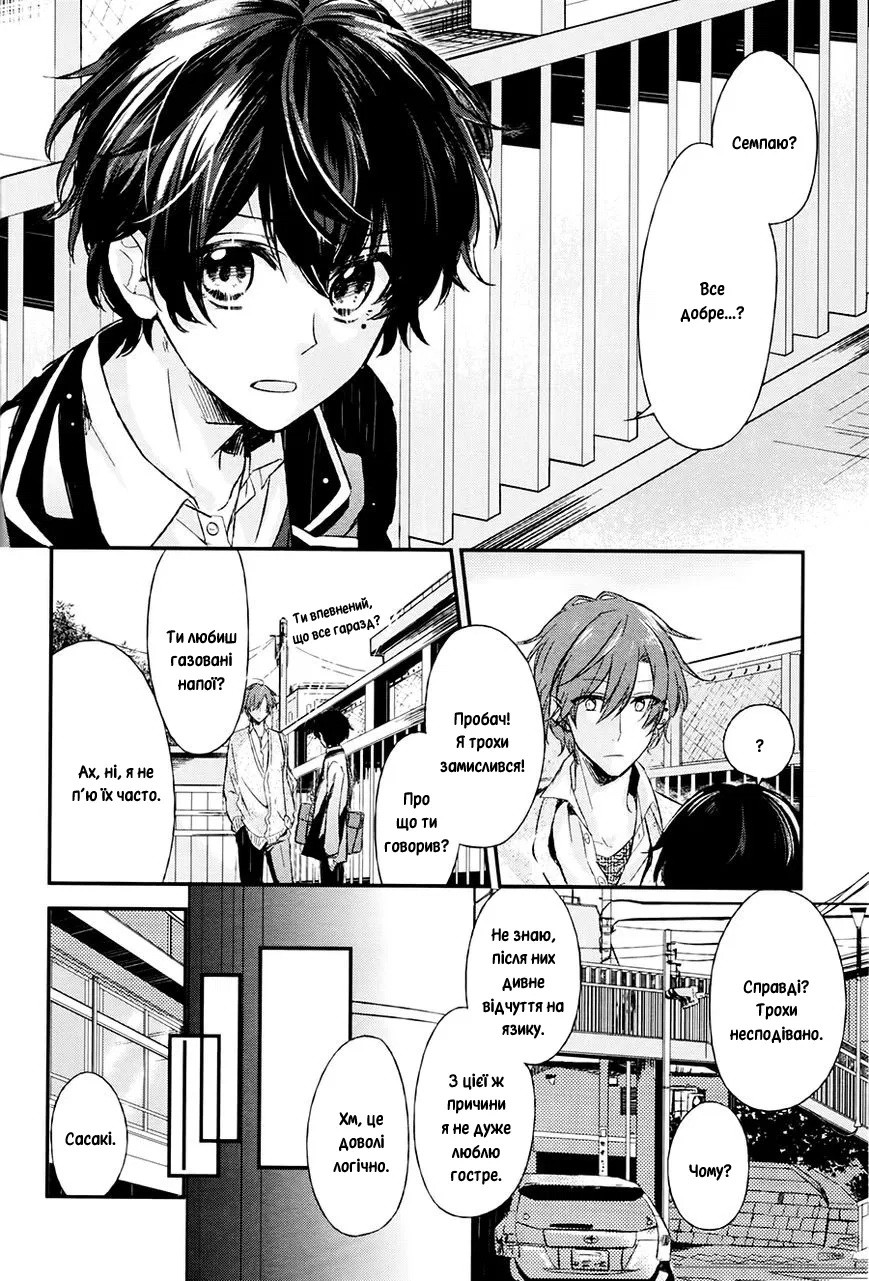 Семпаю?
Все
добре...?
?
Пробач!
Я трохи
замислився!
Про
що ти
говорив?
Ти впевнений,
що все гаразд?
Ти любиш
газовані
напої?
Ах, ні, я не
п’ю їх часто.
Справді?
Трохи
несподівано.
Чому?
Не знаю,
після них
дивне
відчуття на
язику.
З цієї ж
причини
я не дуже
люблю
гостре.
Хм, це
доволі
логічно.
Сасакі.